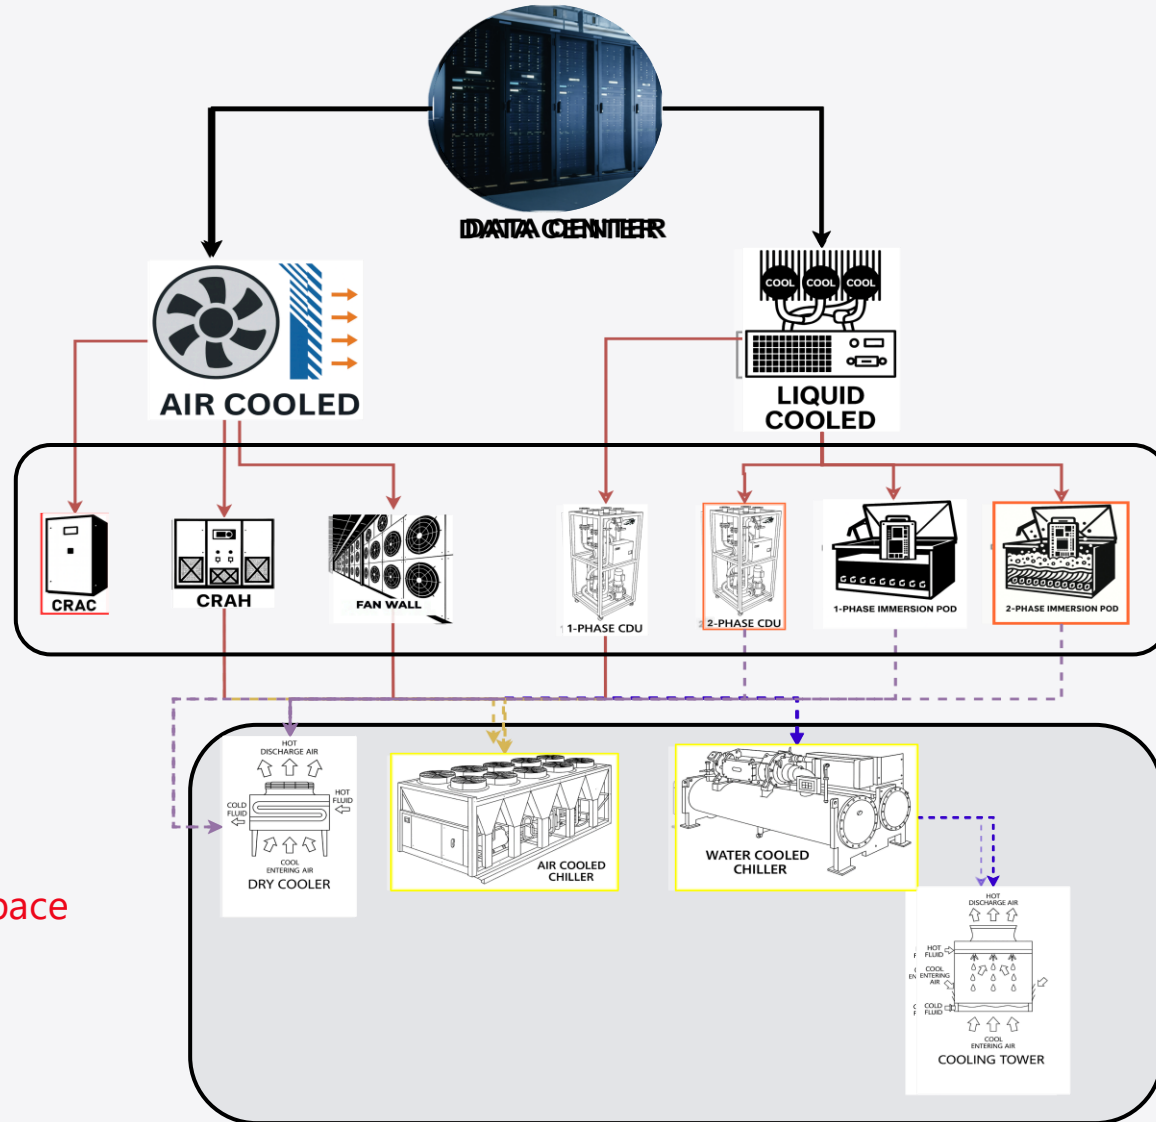 DATA CENTER
COOL COOL COOL
AIR COOLED
LIQUID
COOLED
CRAC
CRAH
FAN WALL
1-PHASE CDU
2-PHASE CDU
1-PHASE IMMERSION POD
2-PHASE IMMERSION POD
HOT
DISCHARGE AIR
HOT
FLUID
COLD
FLUID
COOL
ENTERING AIR
DRY COOLER
AIR COOLED
CHILLER
WATER COOLED
CHILLER
pace
HOT
DISCHARGE AIR
HOT
FLUID
COOL
ENTERING
AIR
COLD
FLUID
COOL
ENTERING AIR
COOLING TOWER